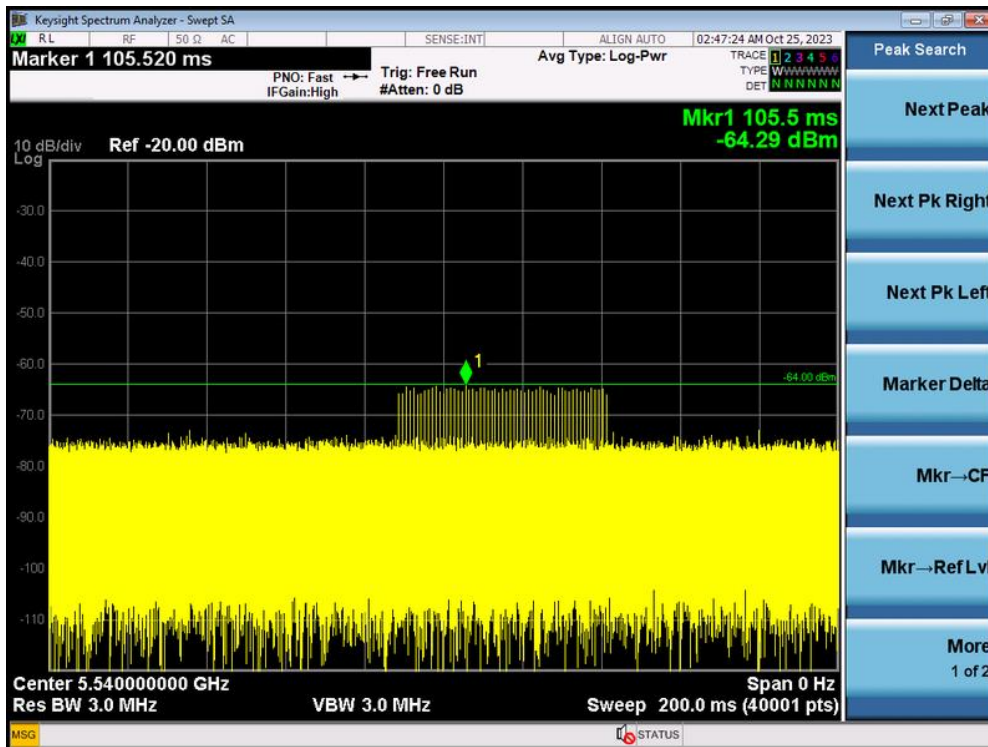 Keysight Spectrum Analyzer - Swept SA
LXI RL RF 50 Ω AC SENSE:INT ALIGN AUTO 02:47:24 AM Oct 25, 2023
Marker 1 105.520 ms
PNO: Fast
IFGain:High
Trig: Free Run
#Atten: 0 dB
Avg Type: Log-Pwr
TRACE 1 2 3 4 5 6
TYPE WWWWWW
DET N N N N N N
Mkr1 105.5 ms
-64.29 dBm
10 dB/div Ref -20.00 dBm
Log
-30.0
-40.0
-50.0
-60.0
1
-64.00 dBm
-70.0
-80.0
-90.0
-100
-110
Center 5.540000000 GHz Span 0 Hz
Res BW 3.0 MHz VBW 3.0 MHz Sweep 200.0 ms (40001 pts)
MSG STATUS
Peak Search
Next Peak
Next Pk Right
Next Pk Left
Marker Delta
Mkr→CF
Mkr→Ref Lvl
More
1 of 2